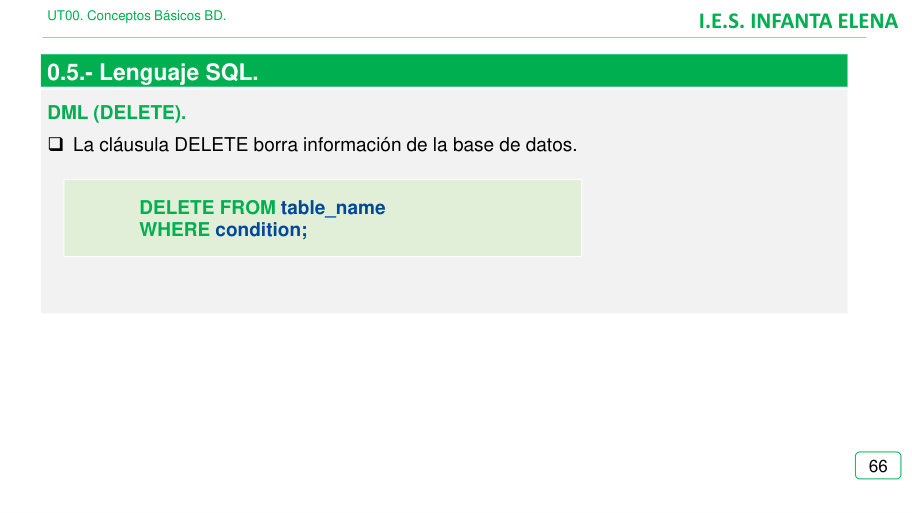 UT00. Conceptos Básicos BD.
I.E.S. INFANTA ELENA
0.5.- Lenguaje SQL.
DML (DELETE).
❑ La cláusula DELETE borra información de la base de datos.
DELETE FROM table_name
WHERE condition;
66